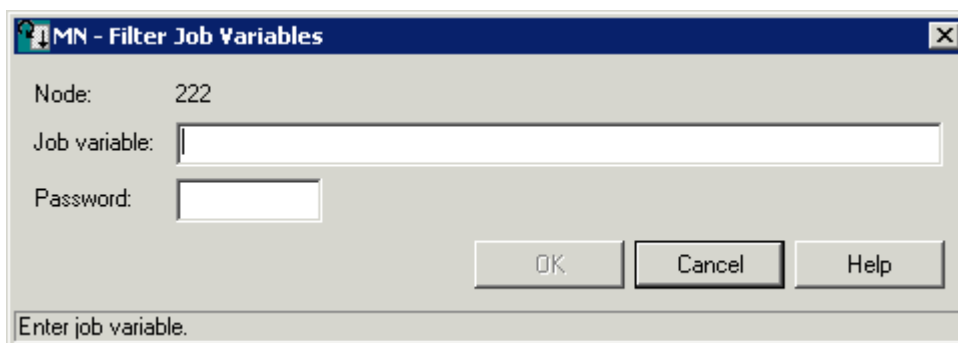 MN - Filter Job Variables
Node: 222
Job variable:
Password:
OK Cancel Help
Enter job variable.